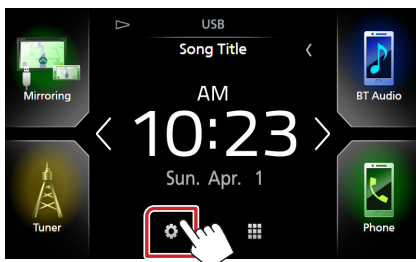 USB
Song Title
Mirroring
AM
BT Audio
10:23
Sun. Apr. 1
Tuner
Phone